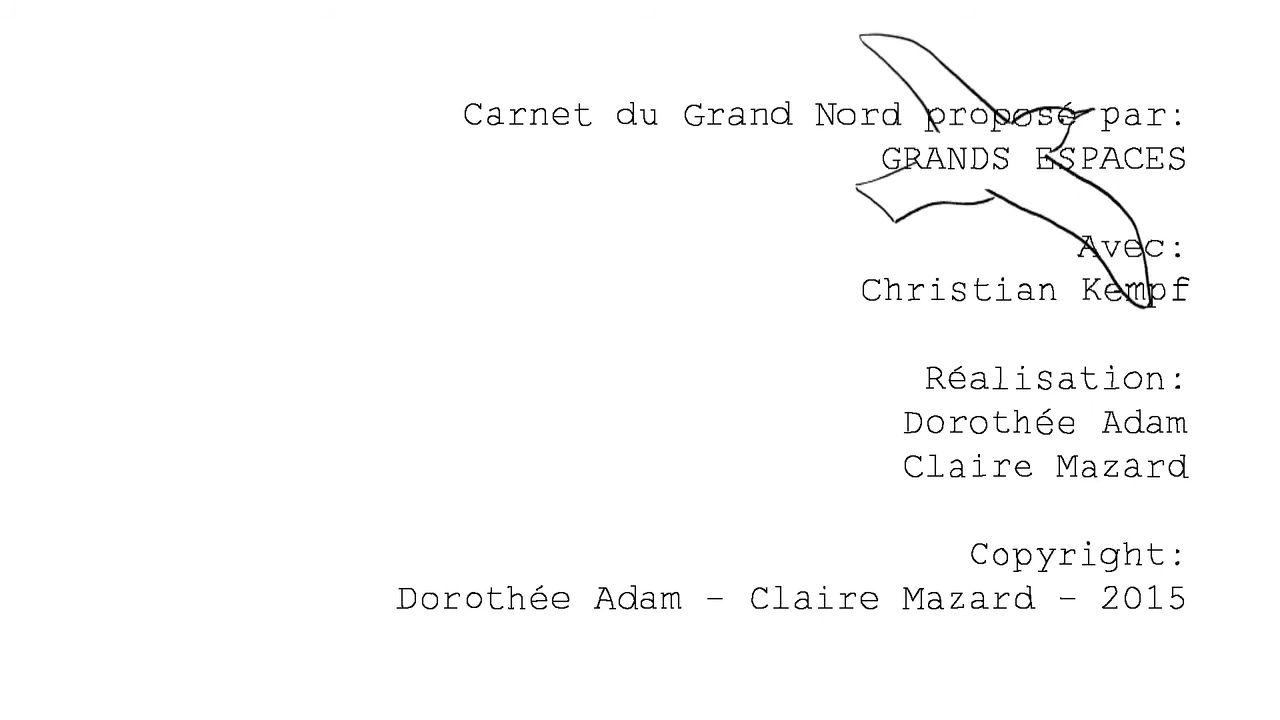 Carnet du Grand Nord proposé par:
GRANDS ESPACES
Avec:
Christian Kempf
Réalisation:
Dorothée Adam
Claire Mazard
Copyright:
Dorothée Adam – Claire Mazard – 2015